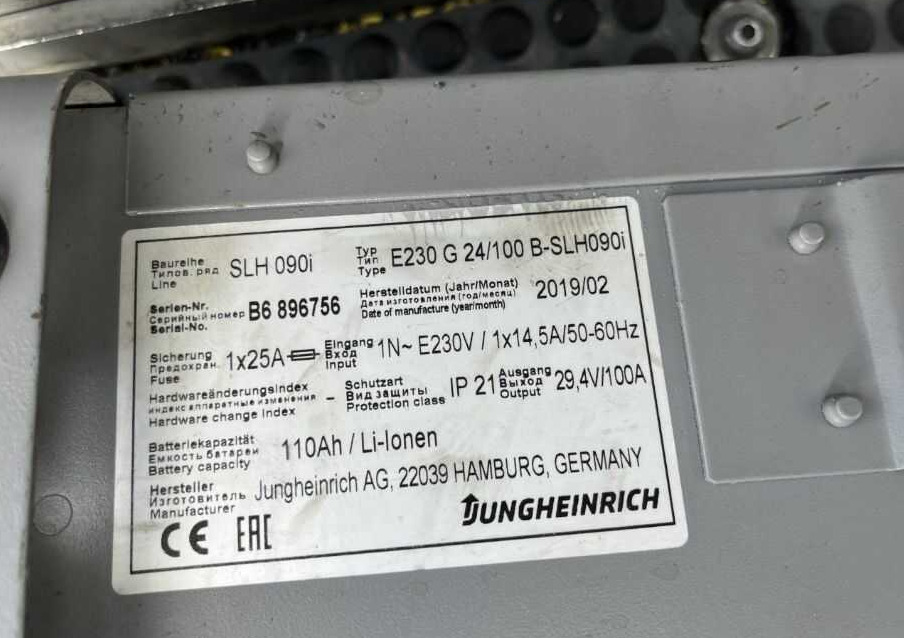 Baureihe
Типов. ряд SLH 090i
Line
Typ
Тип E230 G 24/100 B-SLH090i
Type
Serien-Nr.
Серийный номер B6 896756
Serial-No.
Herstelldatum (Jahr/Monat)
Дата изготовления (год/месяц) 2019/02
Date of manufacture (year/month)
Sicherung
Предохран. 1x25A
Fuse
Eingang
Вход 1N~ E230V / 1x14,5A/50-60Hz
Input
Hardwareänderungsindex
индекс аппаратные изменения -
Hardware change index
Schutzart
Вид защиты IP 21
Protection class
Ausgang
Выход 29,4V/100A
Output
Batteriekapazität
Емкость батареи 110Ah / Li-Ionen
Battery capacity
Hersteller
Изготовитель Jungheinrich AG, 22039 HAMBURG, GERMANY
Manufacturer
CE EAC
JUNGHEINRICH